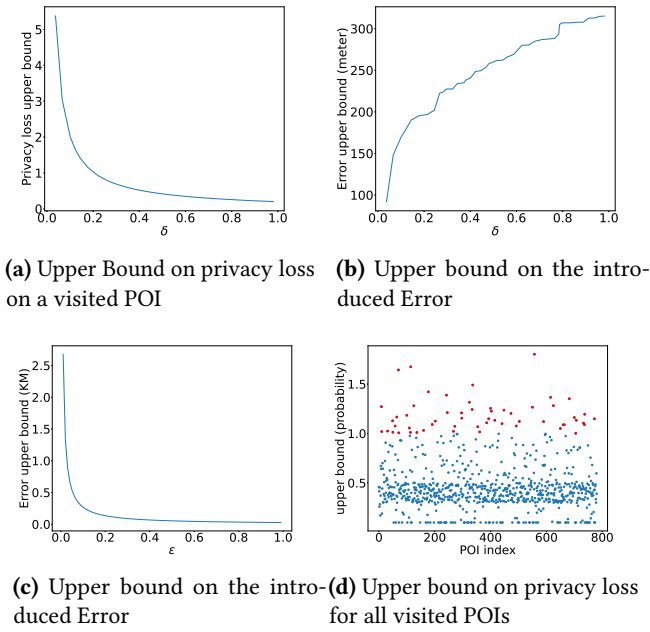 5
4
3
2
1
0
Privacy loss upper bound
0.0 0.2 0.4 0.6 0.8 1.0
δ
300
250
200
150
100
Error upper bound (meter)
0.0 0.2 0.4 0.6 0.8 1.0
δ
(a) Upper Bound on privacy loss
on a visited POI
(b) Upper bound on the intro-
duced Error
2.5
2.0
1.5
1.0
0.5
0.0
Error upper bound (KM)
0.0 0.2 0.4 0.6 0.8 1.0
ε
1.5
1.0
0.5
upper bound (probability)
0 200 400 600 800
POI index
(c) Upper bound on the intro-
duced Error
(d) Upper bound on privacy loss
for all visited POIs